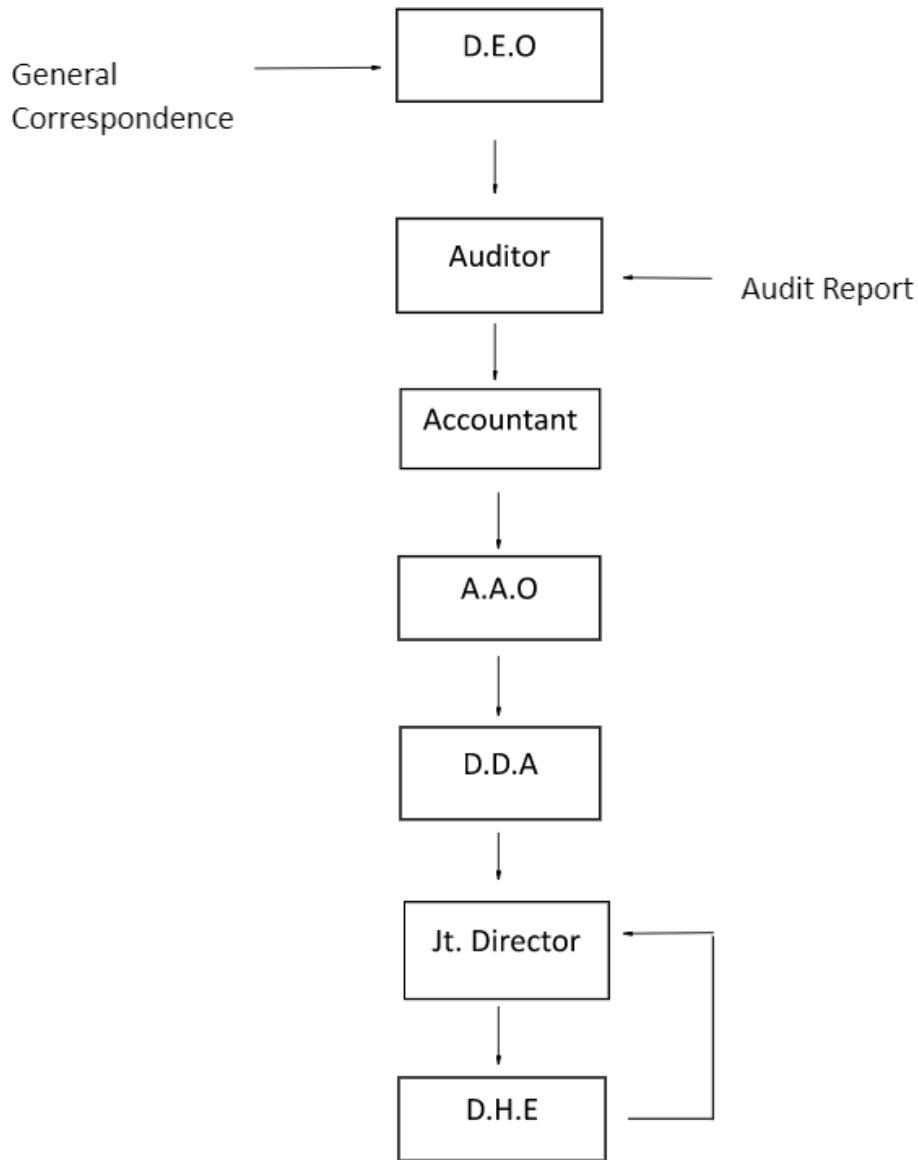 D.E.O
General
Correspondence
Auditor
Audit Report
Accountant
A.A.O
D.D.A
Jt. Director
D.H.E